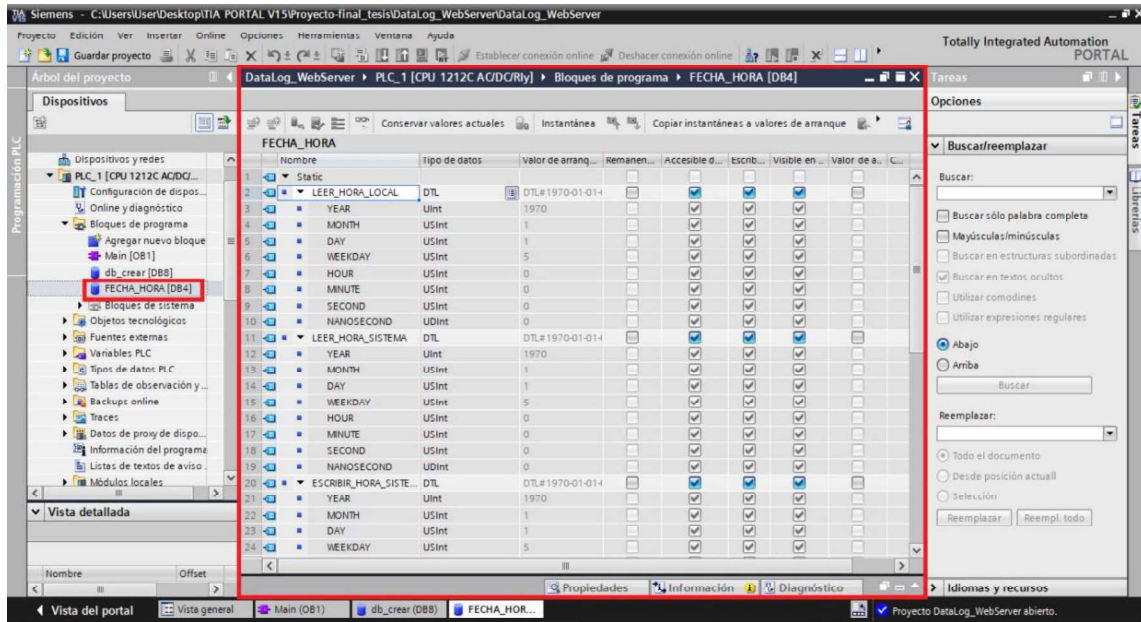 Siemens - C:\Users\User\Desktop\TIA PORTAL V15\Proyecto-final_tesis\DataLog_WebServer\DataLog_WebServer
Proyecto Edición Ver Insertar Online Opciones Herramientas Ventana Ayuda
Guardar proyecto Establecer conexión online Deshacer conexión online
Totally Integrated Automation
PORTAL
Árbol del proyecto
DataLog_WebServer PLC_1 [CPU 1212C AC/DC/Rly] Bloques de programa FECHA_HORA [DB4]
Tareas
Dispositivos
Opciones
Conservar valores actuales Instantánea Copiar instantáneas a valores de arranque
Programación PLC
Tareas
Librerías
Dispositivos y redes
PLC_1 [CPU 1212C AC/DC/...
Configuración de dispos...
Online y diagnóstico
Bloques de programa
Agregar nuevo bloque
Main [OB1]
db_crear [DB8]
FECHA_HORA [DB4]
Bloques de sistema
Objetos tecnológicos
Fuentes externas
Variables PLC
Tipos de datos PLC
Tablas de observación y...
Backups online
Traces
Datos de proxy de dispo...
Información del programa
Listas de textos de aviso
Módulos locales
Vista detallada
Nombre Offset
FECHA_HORA
Nombre Tipo de datos Valor de arranq... Remanen... Accesible d... Escrib... Visible en .. Valor de a.. C...
1 Static
2 LEER_HORA_LOCAL DTL DTL#1970-01-01-
3 YEAR UInt 1970
4 MONTH USInt 1
5 DAY USInt 1
6 WEEKDAY USInt 5
7 HOUR USInt 0
8 MINUTE USInt 0
9 SECOND USInt 0
10 NANOSECOND UDInt 0
11 LEER_HORA_SISTEMA DTL DTL#1970-01-01-
12 YEAR UInt 1970
13 MONTH USInt 1
14 DAY USInt 1
15 WEEKDAY USInt 5
16 HOUR USInt 0
17 MINUTE USInt 0
18 SECOND USInt 0
19 NANOSECOND UDInt 0
20 ESCRIBIR_HORA_SISTE... DTL DTL#1970-01-01-
21 YEAR UInt 1970
22 MONTH USInt 1
23 DAY USInt 1
24 WEEKDAY USInt 5
Propiedades Información Diagnóstico
Buscar/reemplazar
Buscar:
Buscar sólo palabra completa
Mayúsculas/minúsculas
Buscar en estructuras subordinadas
Buscar en textos ocultos
Utilizar comodines
Utilizar expresiones regulares
Abajo
Arriba
Buscar
Reemplazar:
Todo el documento
Desde posición actuall
Selección
Reemplazar Reempl. todo
Idiomas y recursos
Vista del portal Vista general Main (OB1) db_crear (DB8) FECHA_HOR... Proyecto DataLog_WebServer abierto.